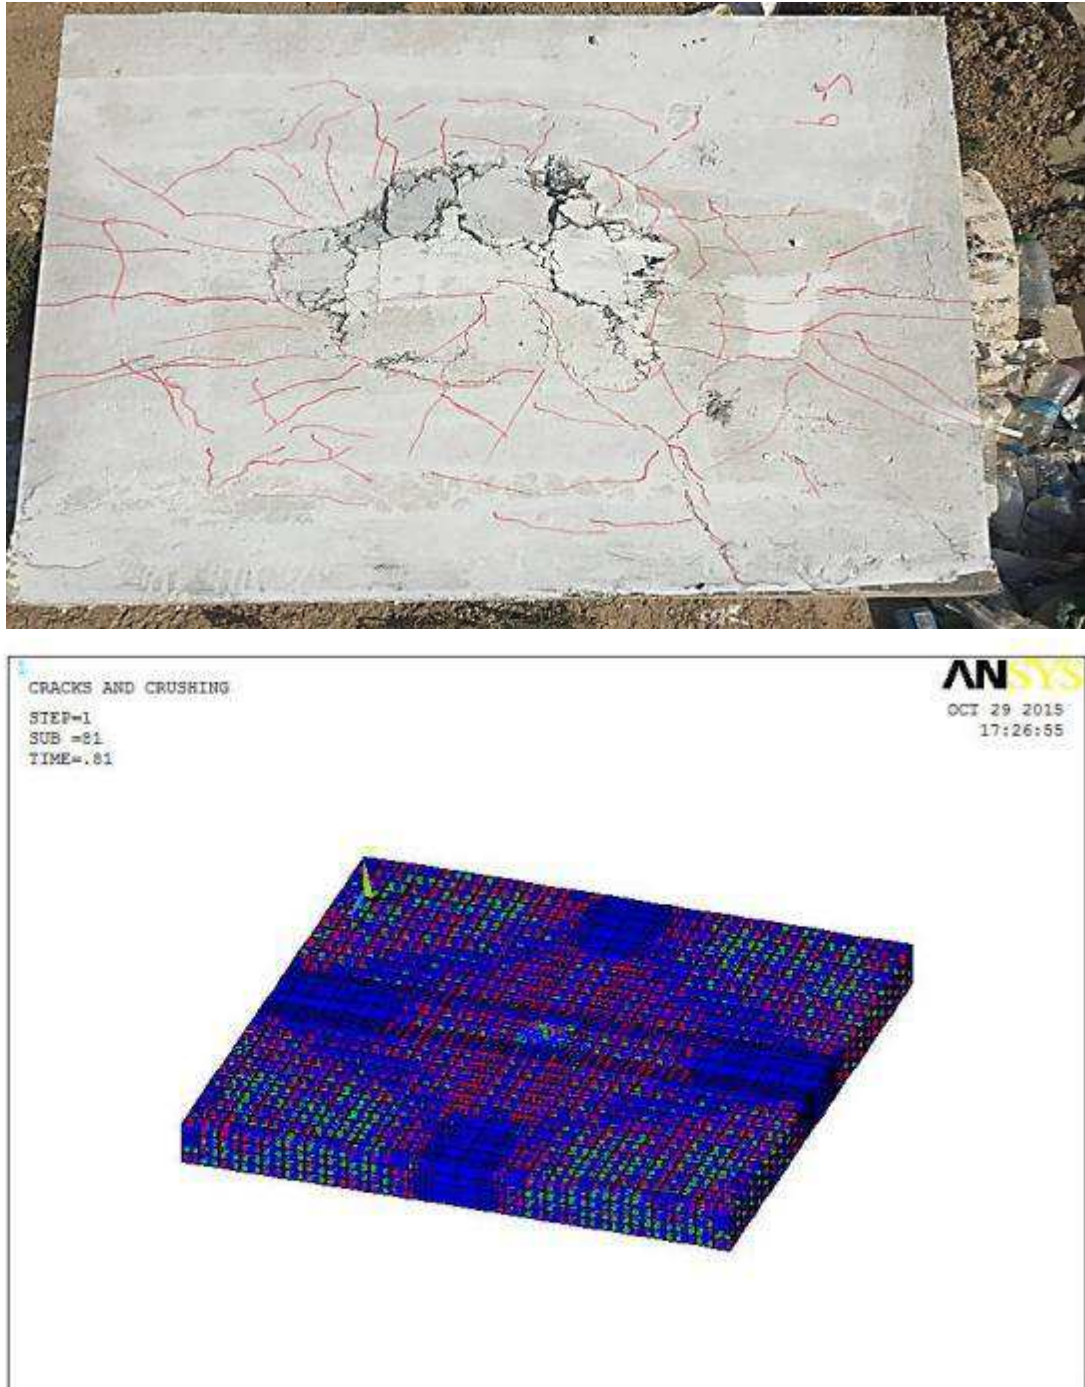 CRACKS AND CRUSHING
STEP=1
SUB =81
TIME=.81
ANSYS
OCT 29 2015
17:26:55